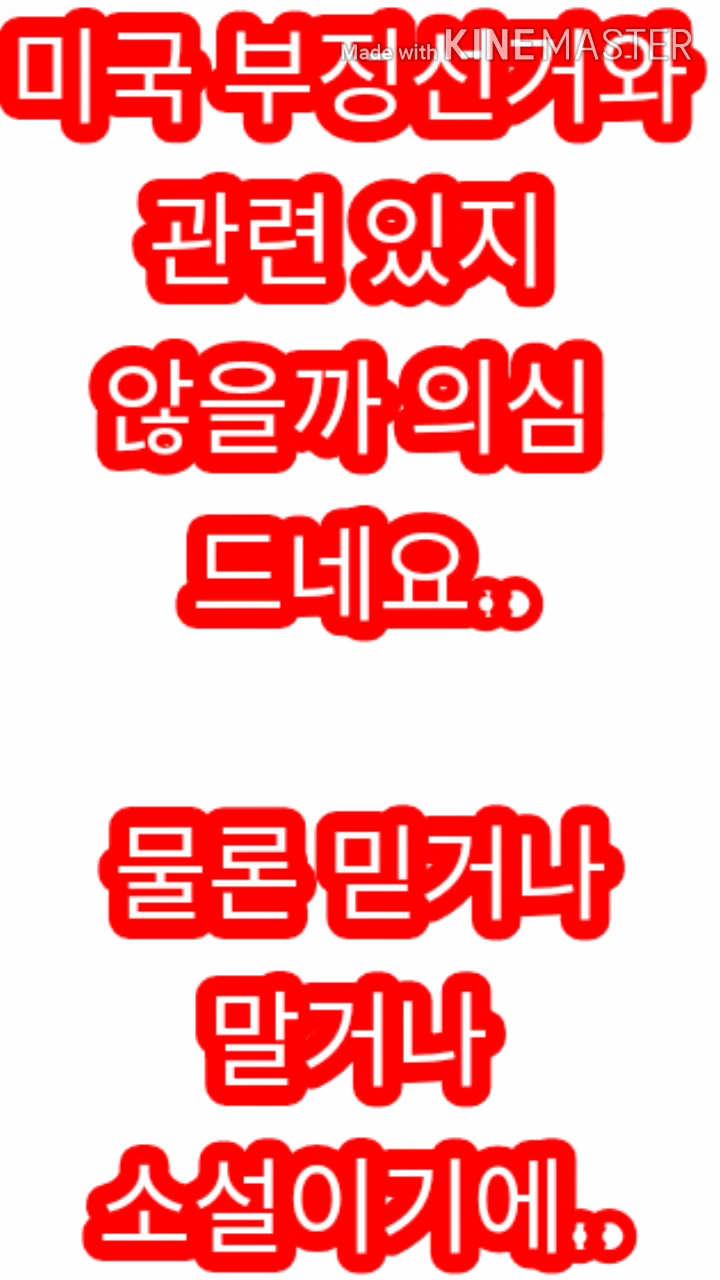 미국 부정선거와
Made with KINEMASTER
관련 있지
않을까 의심
드네요..
물론 믿거나
말거나
소설이기에..